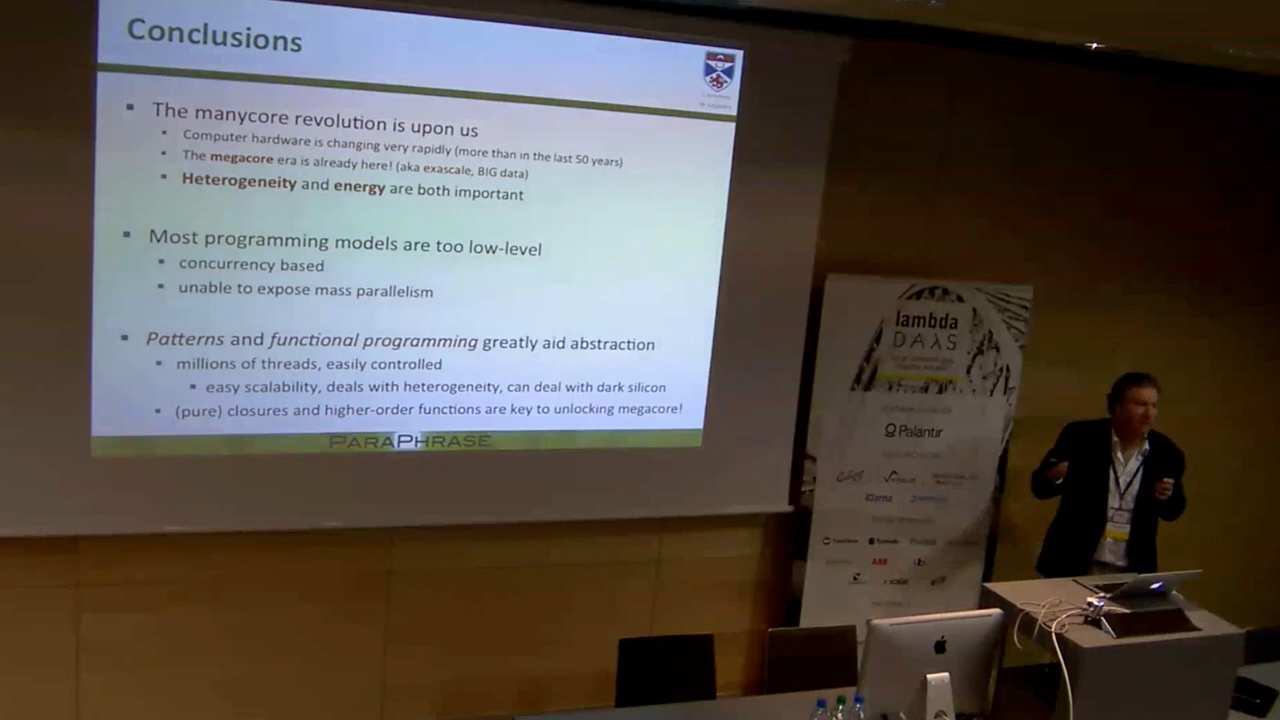 Conclusions
The manycore revolution is upon us
Computer hardware is changing very rapidly (more than in the last 50 years)
The megacore era is already here! (aka exascale, BIG data)
Heterogeneity and energy are both important
Most programming models are too low-level
concurrency based
unable to expose mass parallelism
Patterns and functional programming greatly aid abstraction
millions of threads, easily controlled
easy scalability, deals with heterogeneity, can deal with dark silicon
(pure) closures and higher-order functions are key to unlocking megacore!
PARAPHRASE
lambda
DAλS
Palantir
Klarna
ABB